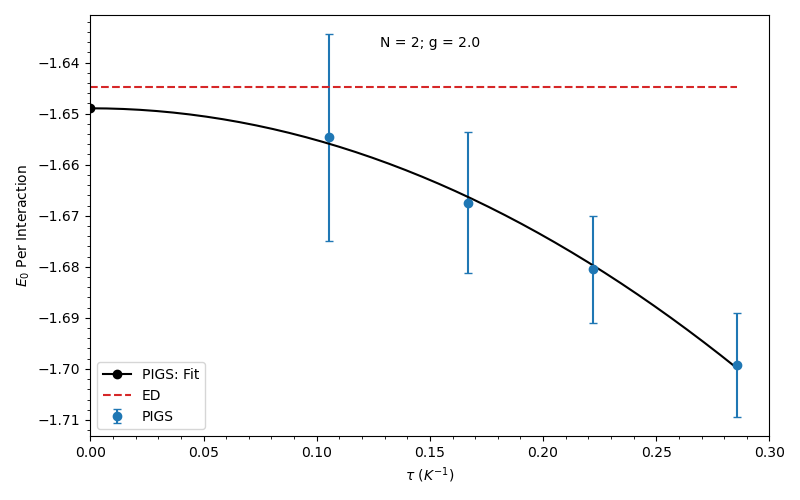 N = 2; g = 2.0
−1.64
−1.65
−1.66
−1.67
−1.68
−1.69
−1.70
−1.71
E₀ Per Interaction
PIGS: Fit
ED
PIGS
0.00 0.05 0.10 0.15 0.20 0.25 0.30
τ (K⁻¹)